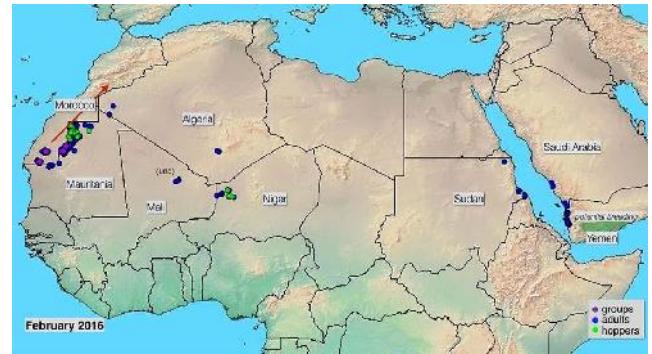 Morocco
Algeria
Saudi Arabia
(unc)
Mauritania
Mali
Niger
Sudan
potential breeding
Yemen
groups
adults
hoppers
February 2016